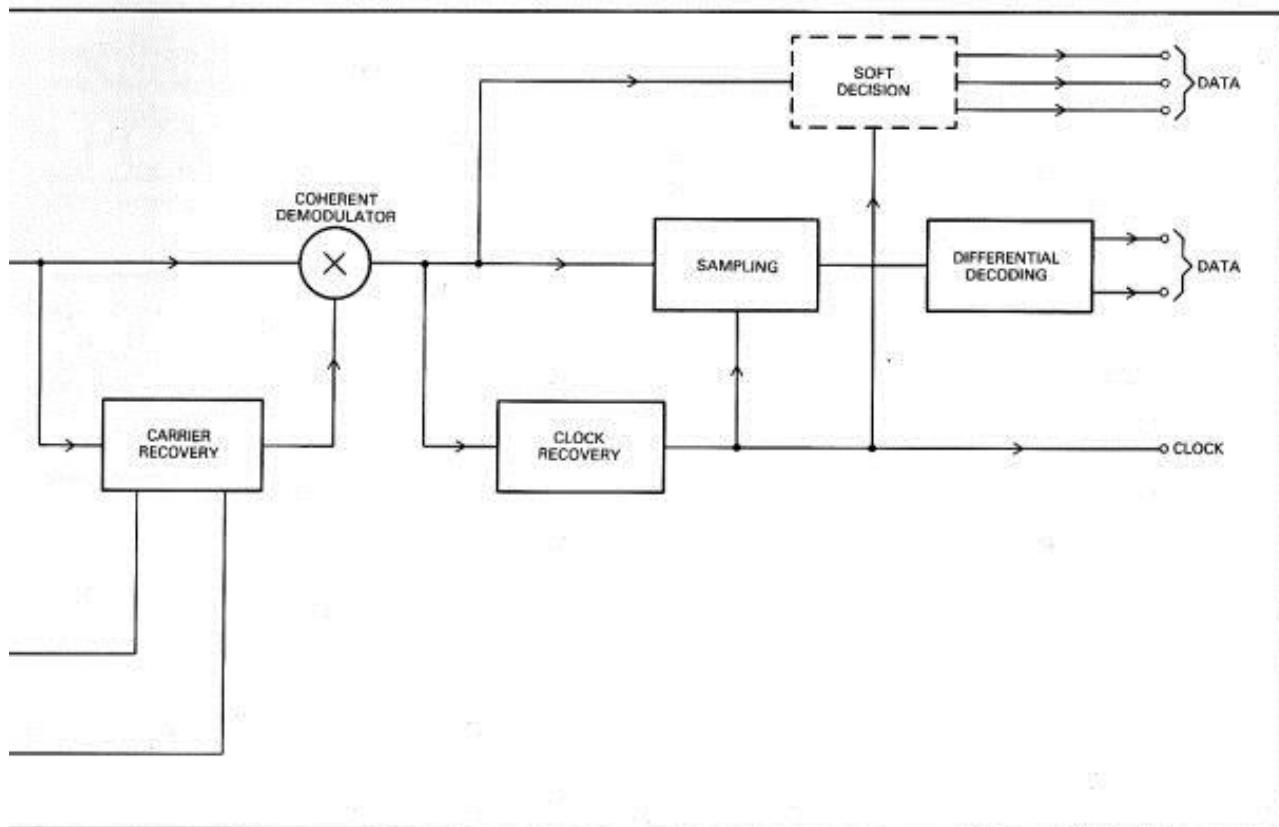 SOFT
DECISION
DATA
COHERENT
DEMODULATOR
SAMPLING
DIFFERENTIAL
DECODING
DATA
CARRIER
RECOVERY
CLOCK
RECOVERY
CLOCK